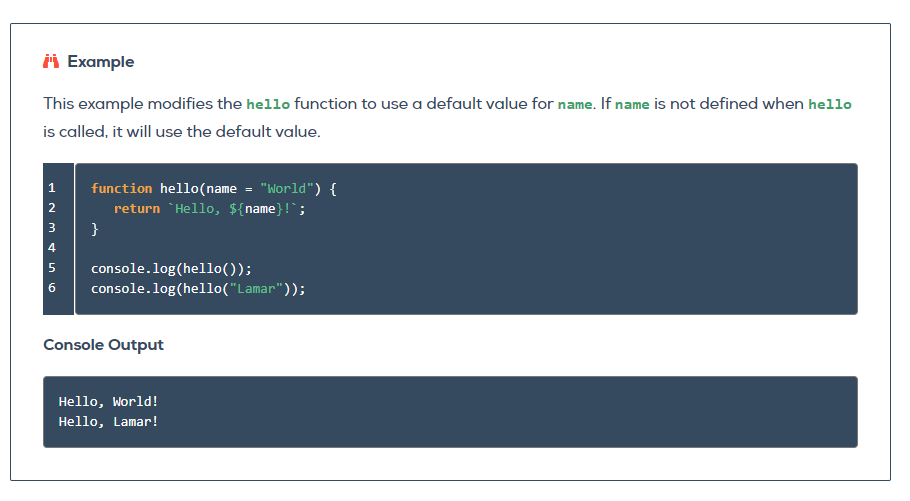 Example
This example modifies the hello function to use a default value for name. If name is not defined when hello
is called, it will use the default value.
1 function hello(name = "World") {
2    return `Hello, ${name}!`;
3 }
4
5 console.log(hello());
6 console.log(hello("Lamar"));
Console Output
Hello, World!
Hello, Lamar!